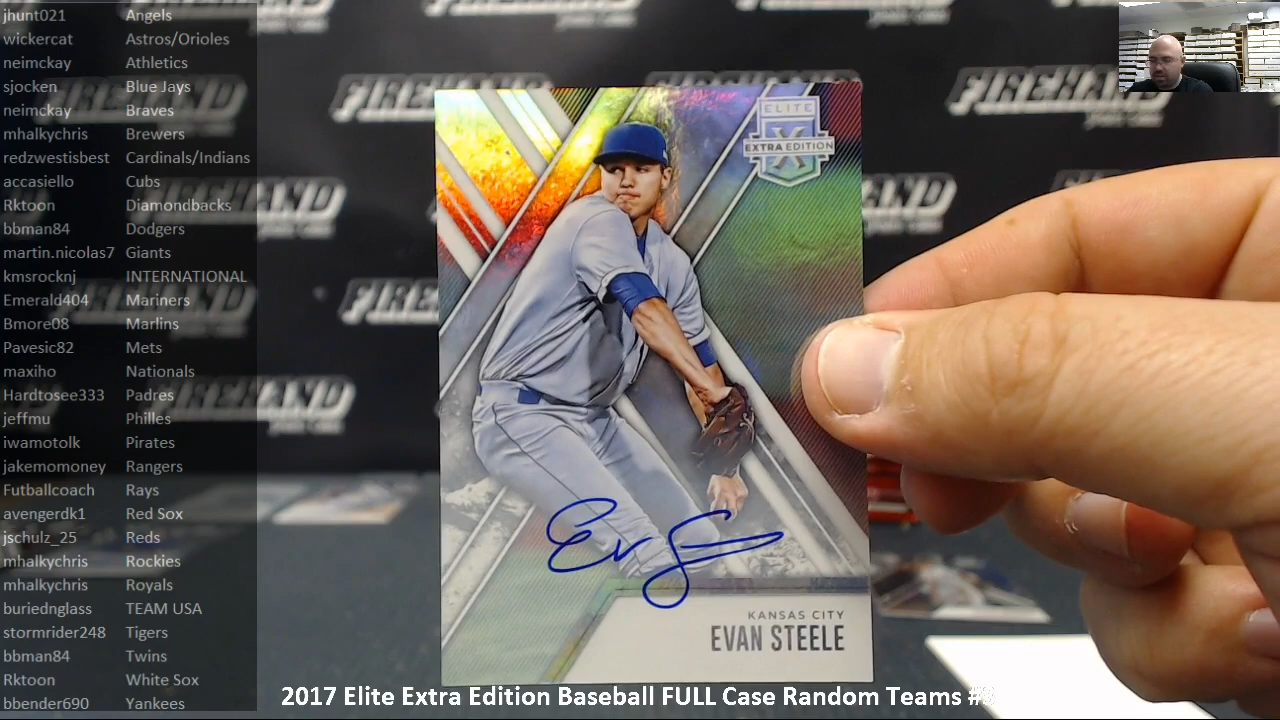 jhunt021 Angels
wickercat Astros/Orioles
neimckay Athletics
sjocken Blue Jays
neimckay Braves
mhalkychris Brewers
redzwestisbest Cardinals/Indians
accasiello Cubs
Rktoon Diamondbacks
bbman84 Dodgers
martin.nicolas7 Giants
kmsrocknj INTERNATIONAL
Emerald404 Mariners
Bmore08 Marlins
Pavesic82 Mets
maxiho Nationals
Hardtosee333 Padres
jeffmu Philles
iwamotolk Pirates
jakemomoney Rangers
Futballcoach Rays
avengerdk1 Red Sox
jschulz_25 Reds
mhalkychris Rockies
mhalkychris Royals
buriednglass TEAM USA
stormrider248 Tigers
bbman84 Twins
Rktoon White Sox
bbender690 Yankees
FIREHAND
ELITE
EXTRA EDITION
X
Ev S
KANSAS CITY
EVAN STEELE
2017 Elite Extra Edition Baseball FULL Case Random Teams